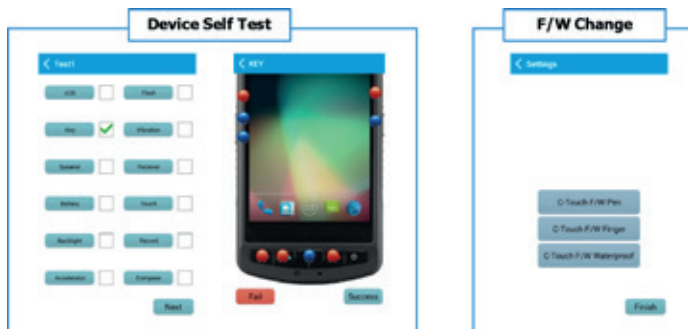 Device Self Test
F/W Change
Test1
KEY
Settings
LCD
Flash
Key
Vibration
Speaker
Receiver
Battery
Touch
Backlight
Record
Accelerator
Compass
Next
Fail
Success
C-Touch F/W Pen
C-Touch F/W Finger
C-Touch F/W Waterproof
Finish